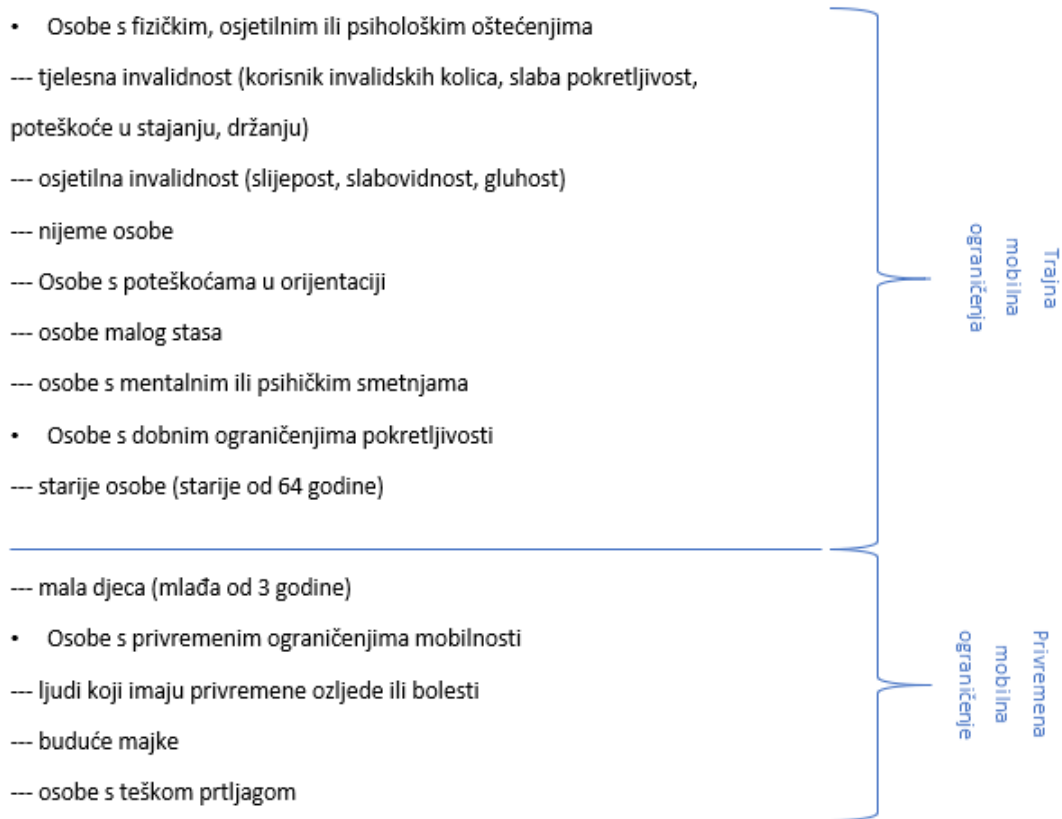 • Osobe s fizičkim, osjetilnim ili psihološkim oštećenjima
--- tjelesna invalidnost (korisnik invalidskih kolica, slaba pokretljivost,
poteškoće u stajanju, držanju)
--- osjetilna invalidnost (slijepost, slabovidnost, gluhost)
--- nijeme osobe
--- Osobe s poteškoćama u orijentaciji
--- osobe malog stasa
--- osobe s mentalnim ili psihičkim smetnjama
• Osobe s dobnim ograničenjima pokretljivosti
--- starije osobe (starije od 64 godine)
Trajna
mobilna
ograničenja
--- mala djeca (mlađa od 3 godine)
• Osobe s privremenim ograničenjima mobilnosti
--- ljudi koji imaju privremene ozljede ili bolesti
--- buduće majke
--- osobe s teškom prtljagom
Privremena
mobilna
ograničenje